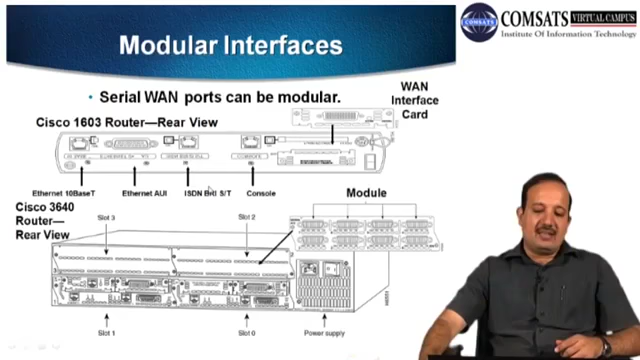 Modular Interfaces
COMSATS VIRTUAL CAMPUS
Institute Of Information Technology
• Serial WAN ports can be modular.
WAN
Interface
Card
Cisco 1603 Router—Rear View
Ethernet 10BaseT
Ethernet AUI
ISDN BRI S/T
Console
Cisco 3640
Router—
Rear View
Slot 3
Slot 2
Module
Slot 1
Slot 0
Power supply